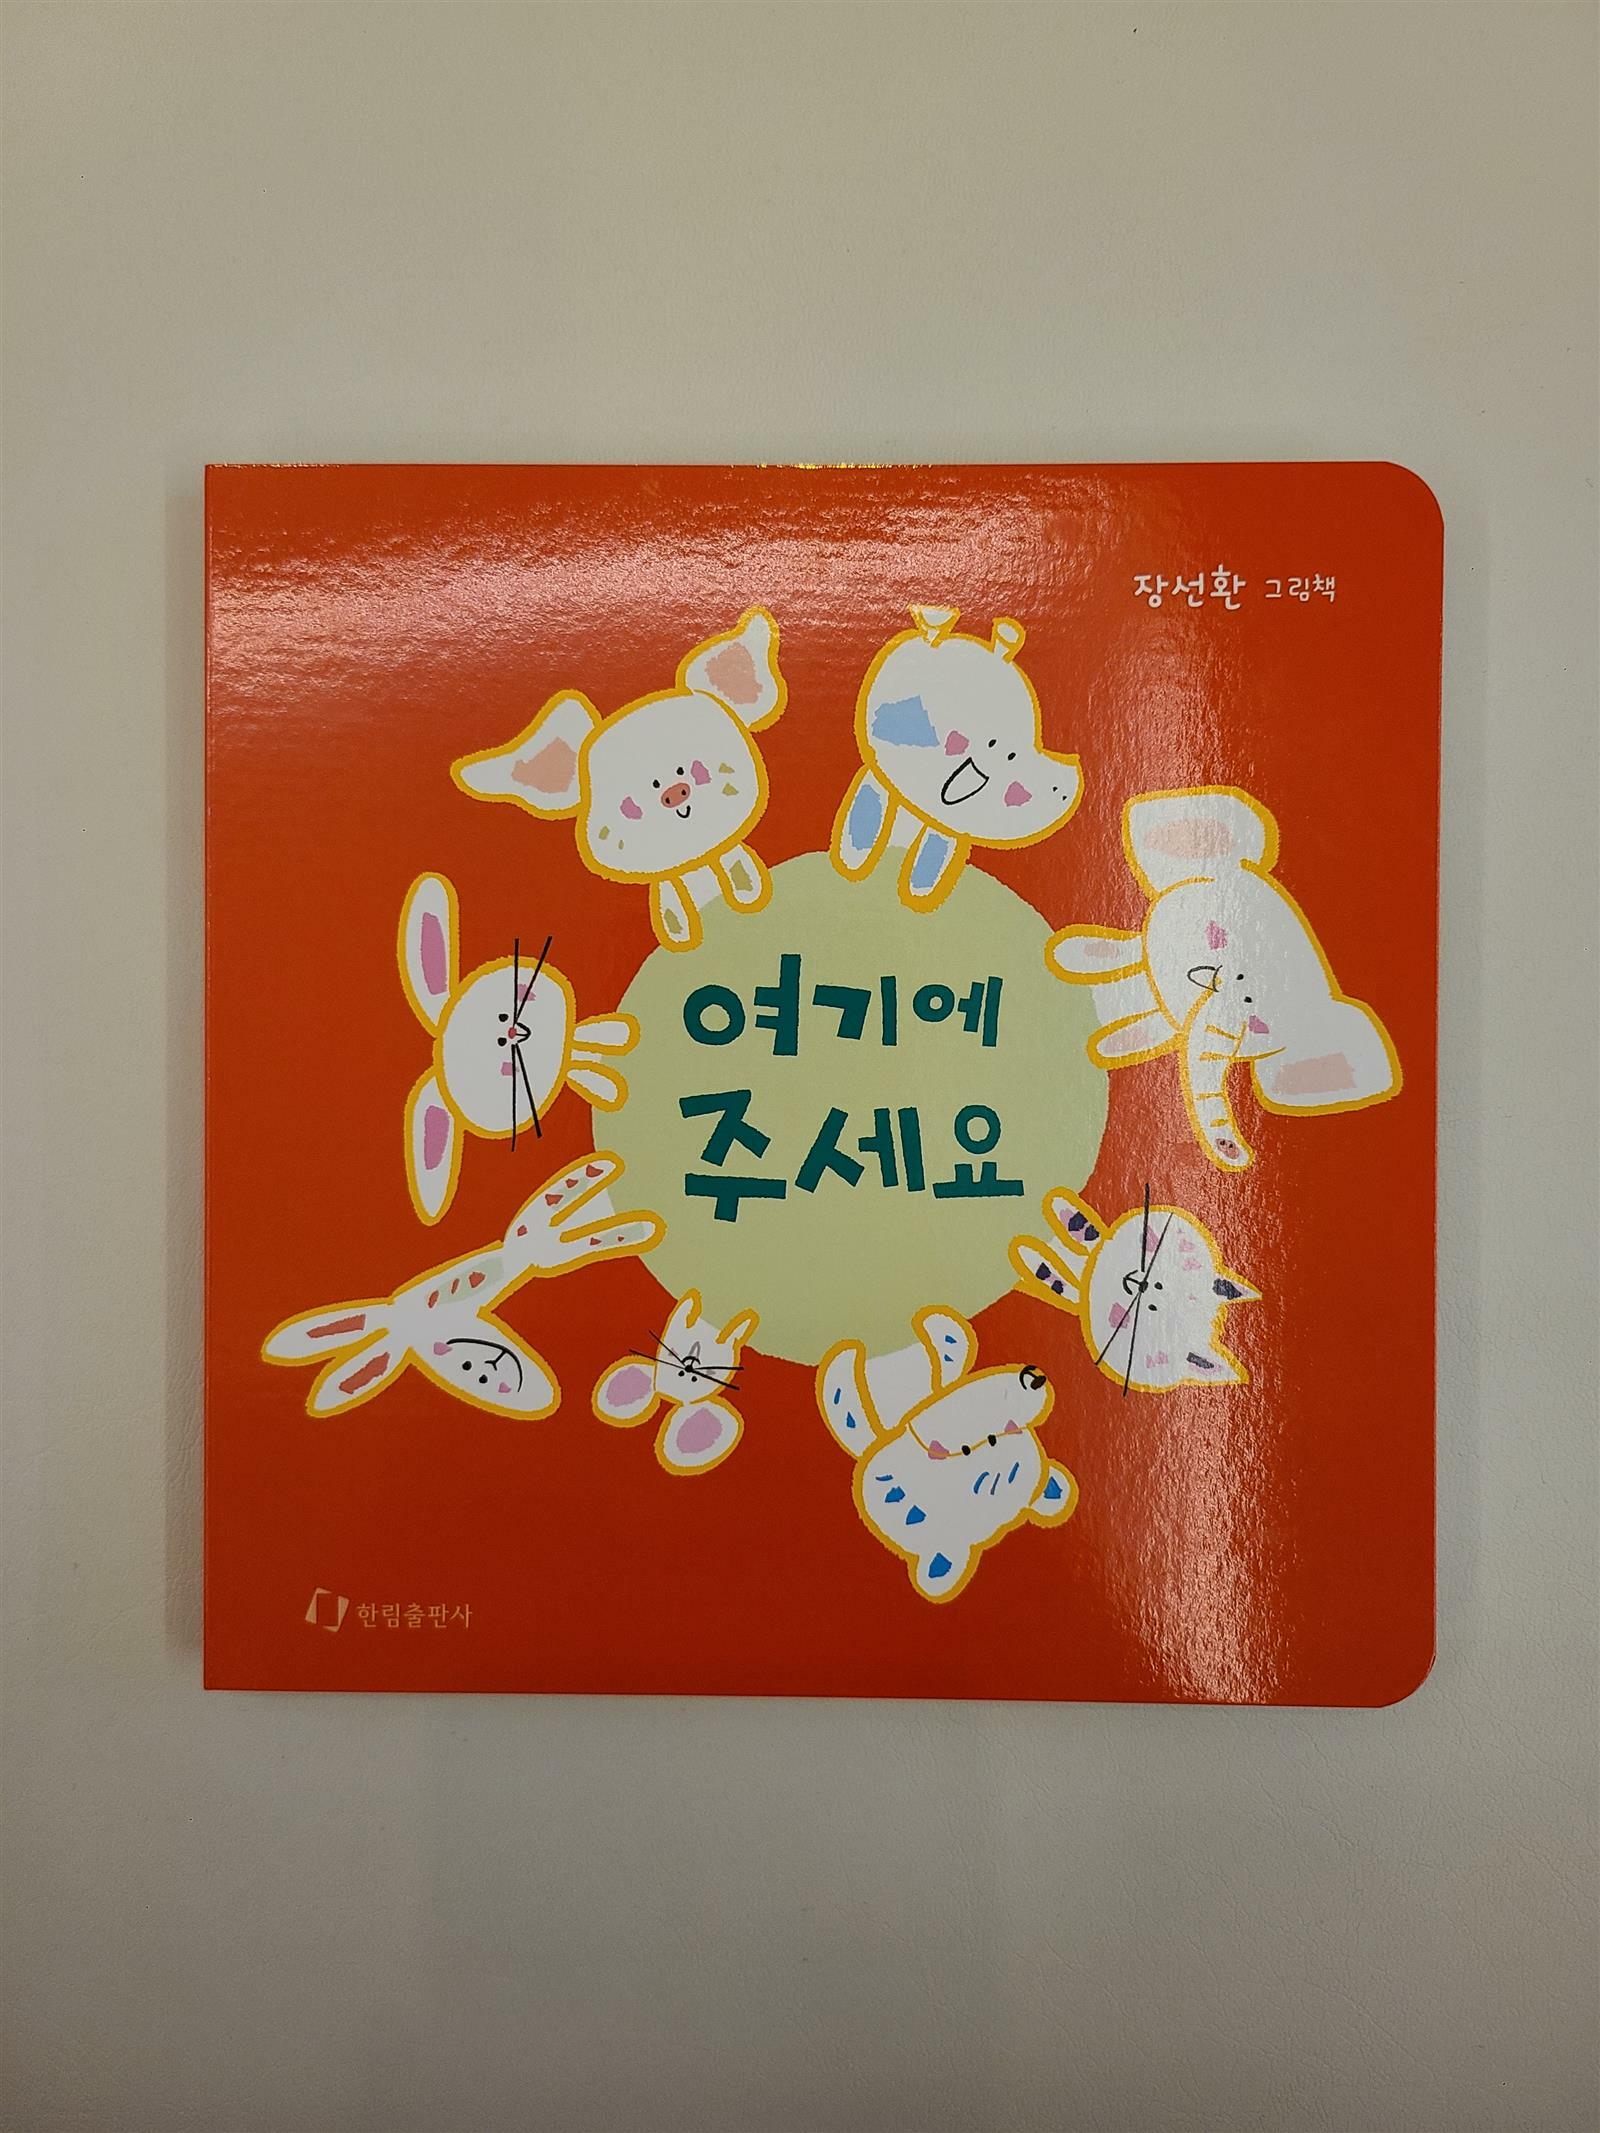 장선환 그림책
여기에
주세요
한림출판사